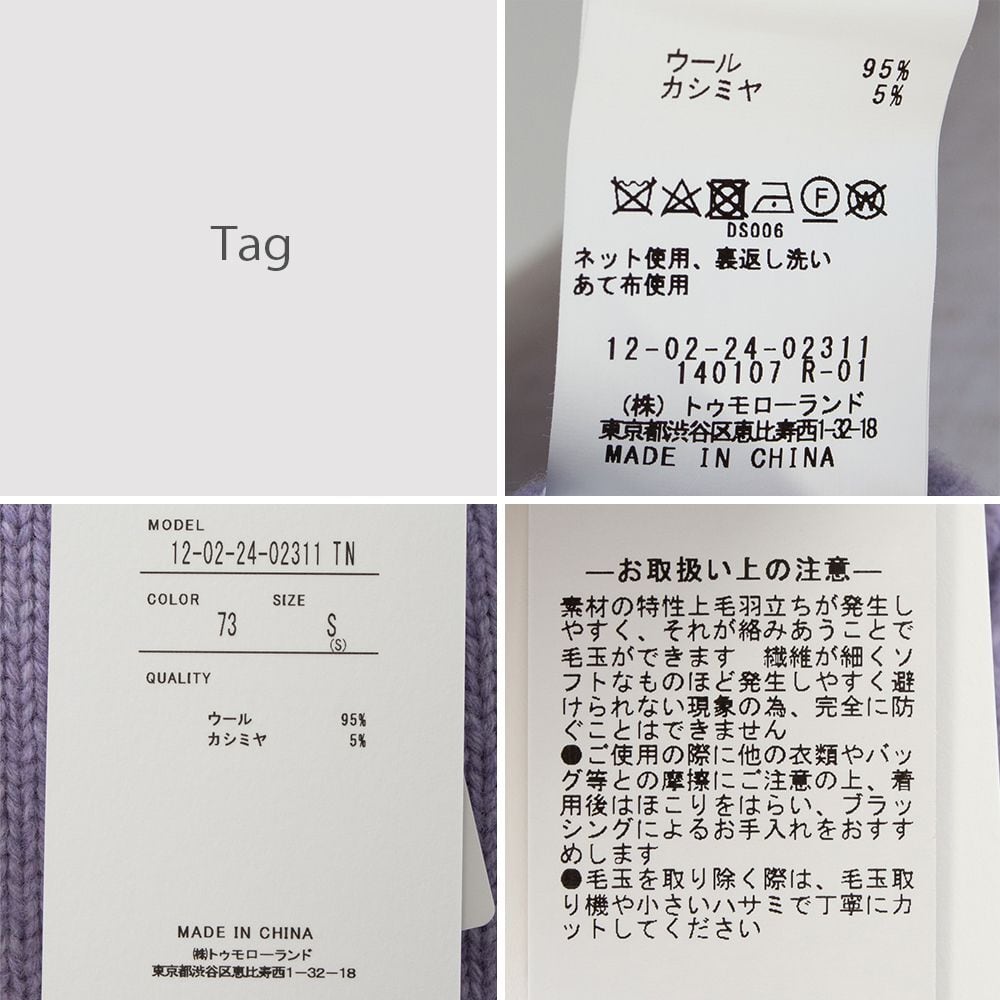 Tag
ウール 95%
カシミヤ 5%
F W
DS006
ネット使用、裏返し洗い
あて布使用
12-02-24-02311
140107 R-01
(株)トゥモローランド
東京都渋谷区恵比寿西1-32-18
MADE IN CHINA
MODEL
12-02-24-02311 TN
COLOR SIZE
73 S
(S)
QUALITY
ウール 95%
カシミヤ 5%
MADE IN CHINA
㈱トゥモローランド
東京都渋谷区恵比寿西1-32-18
―お取扱い上の注意―
素材の特性上毛羽立ちが発生し
やすく、それが絡みあうことで
毛玉ができます 繊維が細くソ
フトなものほど発生しやすく避
けられない現象の為、完全に防
ぐことはできません
●ご使用の際に他の衣類やバッ
グ等との摩擦にご注意の上、着
用後はほこりをはらい、ブラッ
シングによるお手入れをおすす
めします
●毛玉を取り除く際は、毛玉取
り機や小さいハサミで丁寧にカ
ットしてください